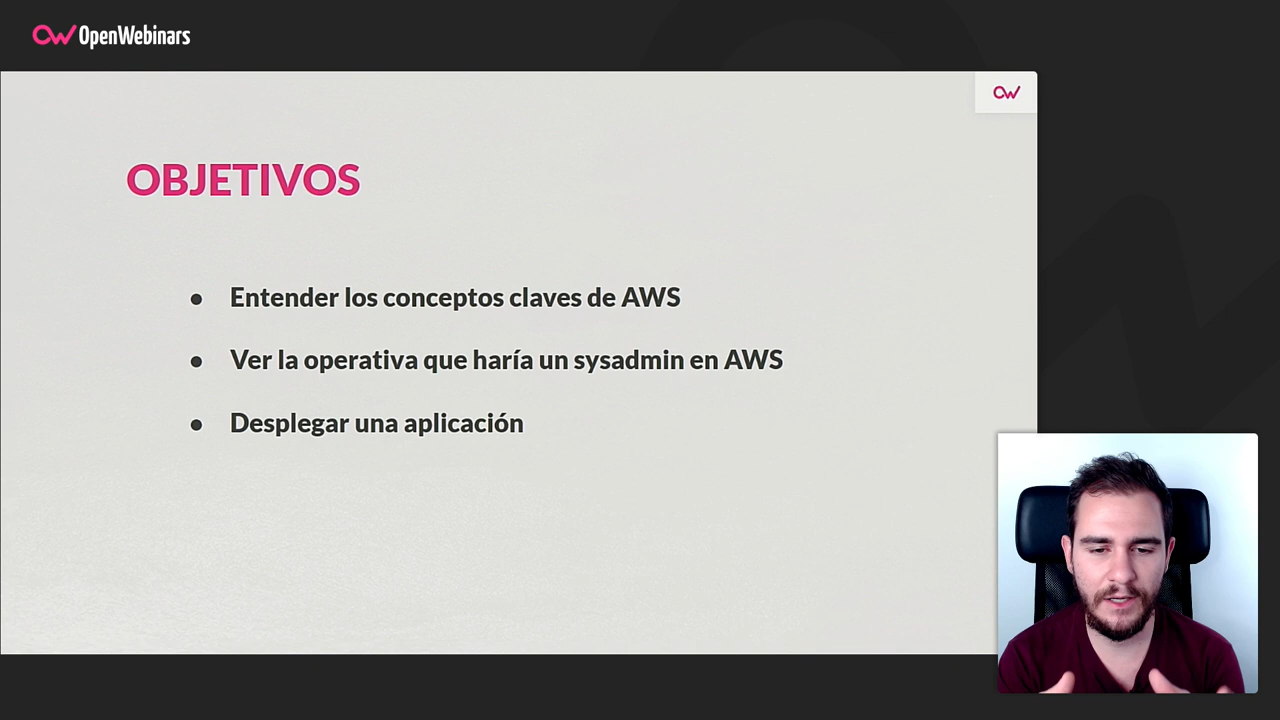 OpenWebinars
OBJETIVOS
● Entender los conceptos claves de AWS
● Ver la operativa que haría un sysadmin en AWS
● Desplegar una aplicación